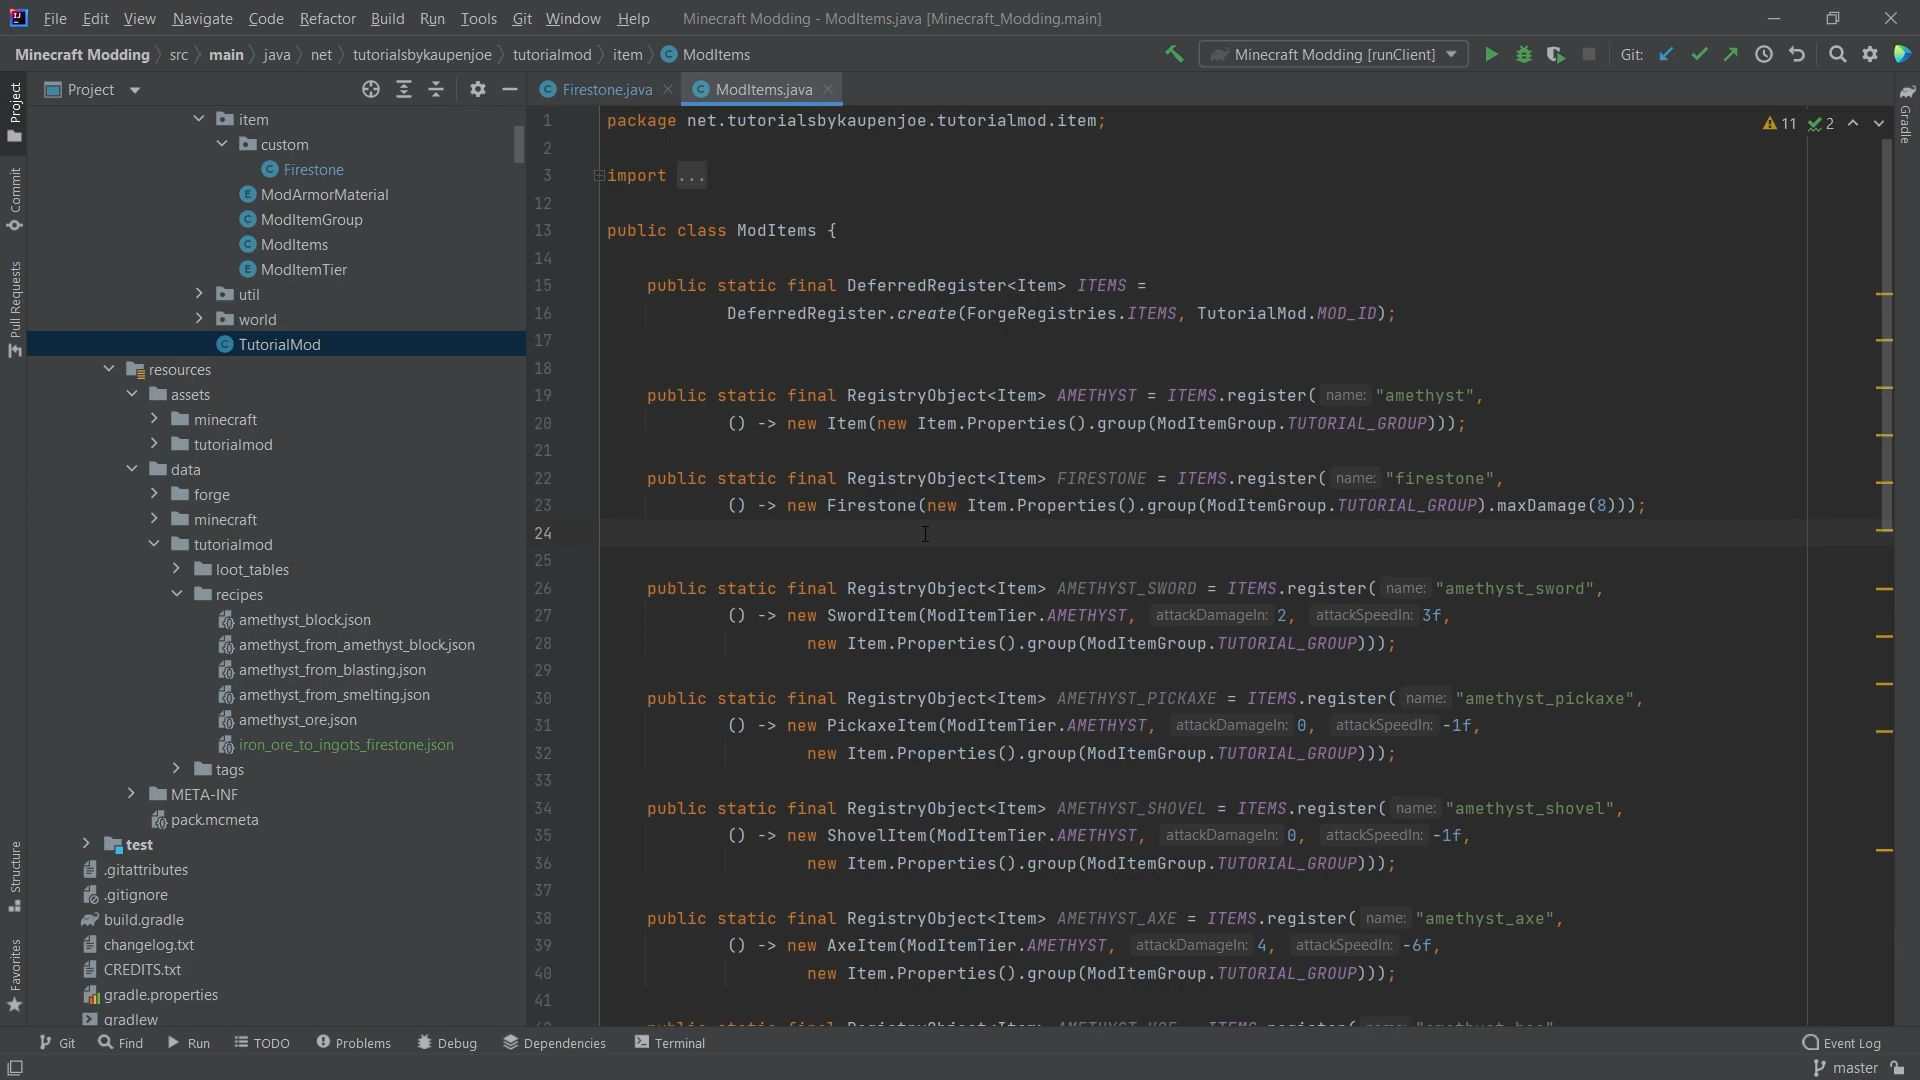 File Edit View Navigate Code Refactor Build Run Tools Git Window Help Minecraft Modding - ModItems.java [Minecraft_Modding.main]
Minecraft Modding src main java net tutorialsbykaupenjoe tutorialmod item ModItems Minecraft Modding [runClient] Git:
Project
Firestone.java
ModItems.java
Project
Commit
Pull Requests
Structure
Favorites
Gradle
item
custom
Firestone
ModArmorMaterial
ModItemGroup
ModItems
ModItemTier
util
world
TutorialMod
resources
assets
minecraft
tutorialmod
data
forge
minecraft
tutorialmod
loot_tables
recipes
amethyst_block.json
amethyst_from_amethyst_block.json
amethyst_from_blasting.json
amethyst_from_smelting.json
amethyst_ore.json
iron_ore_to_ingots_firestone.json
tags
META-INF
pack.mcmeta
test
.gitattributes
.gitignore
build.gradle
changelog.txt
CREDITS.txt
gradle.properties
gradlew
11 2
1 package net.tutorialsbykaupenjoe.tutorialmod.item;
2
3 import ...
12
13 public class ModItems {
14
15 public static final DeferredRegister<Item> ITEMS =
16 DeferredRegister.create(ForgeRegistries.ITEMS, TutorialMod.MOD_ID);
17
18
19 public static final RegistryObject<Item> AMETHYST = ITEMS.register( name: "amethyst",
20 () -> new Item(new Item.Properties().group(ModItemGroup.TUTORIAL_GROUP)));
21
22 public static final RegistryObject<Item> FIRESTONE = ITEMS.register( name: "firestone",
23 () -> new Firestone(new Item.Properties().group(ModItemGroup.TUTORIAL_GROUP).maxDamage(8)));
24
25
26 public static final RegistryObject<Item> AMETHYST_SWORD = ITEMS.register( name: "amethyst_sword",
27 () -> new SwordItem(ModItemTier.AMETHYST, attackDamageIn: 2, attackSpeedIn: 3f,
28 new Item.Properties().group(ModItemGroup.TUTORIAL_GROUP)));
29
30 public static final RegistryObject<Item> AMETHYST_PICKAXE = ITEMS.register( name: "amethyst_pickaxe",
31 () -> new PickaxeItem(ModItemTier.AMETHYST, attackDamageIn: 0, attackSpeedIn: -1f,
32 new Item.Properties().group(ModItemGroup.TUTORIAL_GROUP)));
33
34 public static final RegistryObject<Item> AMETHYST_SHOVEL = ITEMS.register( name: "amethyst_shovel",
35 () -> new ShovelItem(ModItemTier.AMETHYST, attackDamageIn: 0, attackSpeedIn: -1f,
36 new Item.Properties().group(ModItemGroup.TUTORIAL_GROUP)));
37
38 public static final RegistryObject<Item> AMETHYST_AXE = ITEMS.register( name: "amethyst_axe",
39 () -> new AxeItem(ModItemTier.AMETHYST, attackDamageIn: 4, attackSpeedIn: -6f,
40 new Item.Properties().group(ModItemGroup.TUTORIAL_GROUP)));
41
Git Find Run TODO Problems Debug Dependencies Terminal Event Log
master